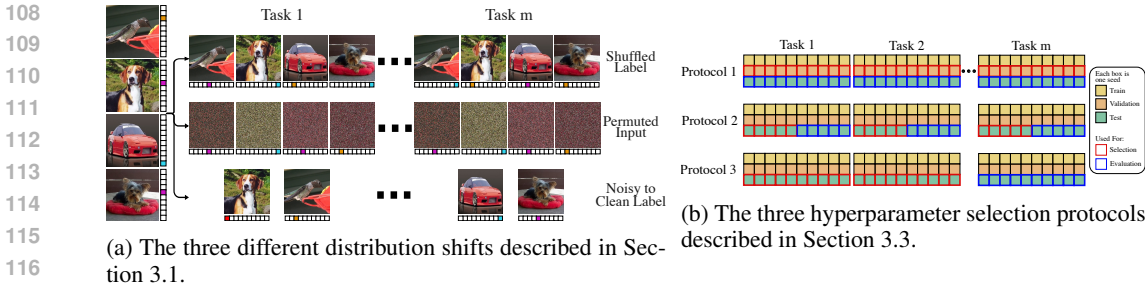 108
109
110
111
112
113
114
115
116
Task 1
Task m
Shuffled
Label
Permuted
Input
Noisy to
Clean Label
(a) The three different distribution shifts described in Sec-
tion 3.1.
Task 1
Task 2
Task m
Protocol 1
Protocol 2
Protocol 3
Each box is
one seed
Train
Validation
Test
Used For:
Selection
Evaluation
(b) The three hyperparameter selection protocols
described in Section 3.3.